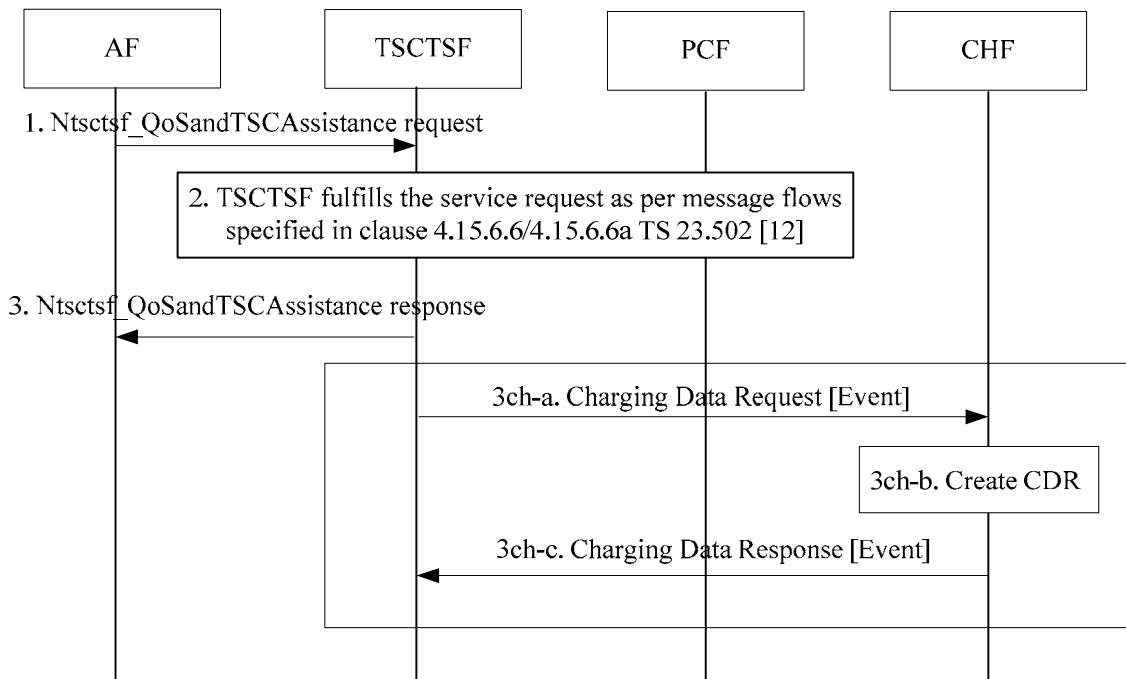 AF
TSCTSF
PCF
CHF
1. Ntsctsf_QoSandTSCAssistance request
2. TSCTSF fulfills the service request as per message flows
specified in clause 4.15.6.6/4.15.6.6a TS 23.502 [12]
3. Ntsctsf_QoSandTSCAssistance response
3ch-a. Charging Data Request [Event]
3ch-b. Create CDR
3ch-c. Charging Data Response [Event]